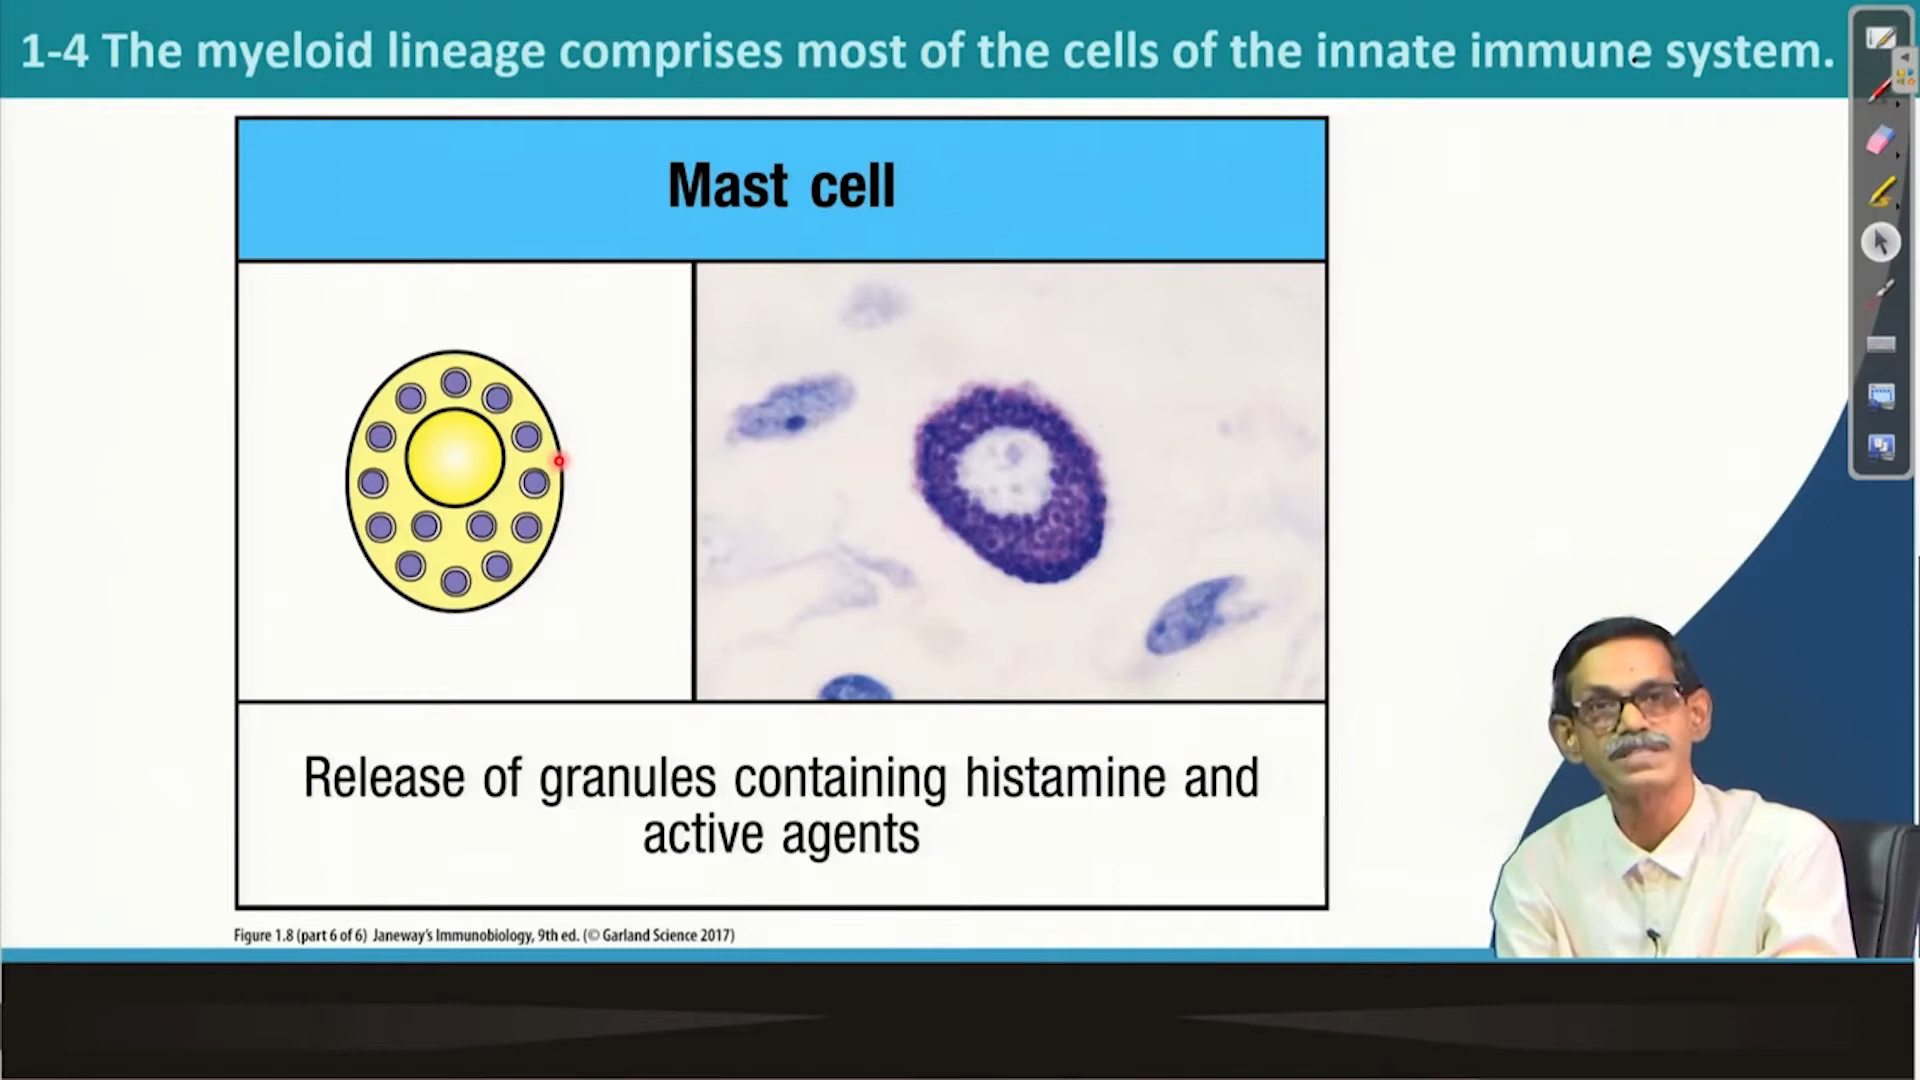 1-4 The myeloid lineage comprises most of the cells of the innate immune system.
Mast cell
Release of granules containing histamine and
active agents
Figure 1.8 (part 6 of 6) Janeway's Immunobiology, 9th ed. (© Garland Science 2017)